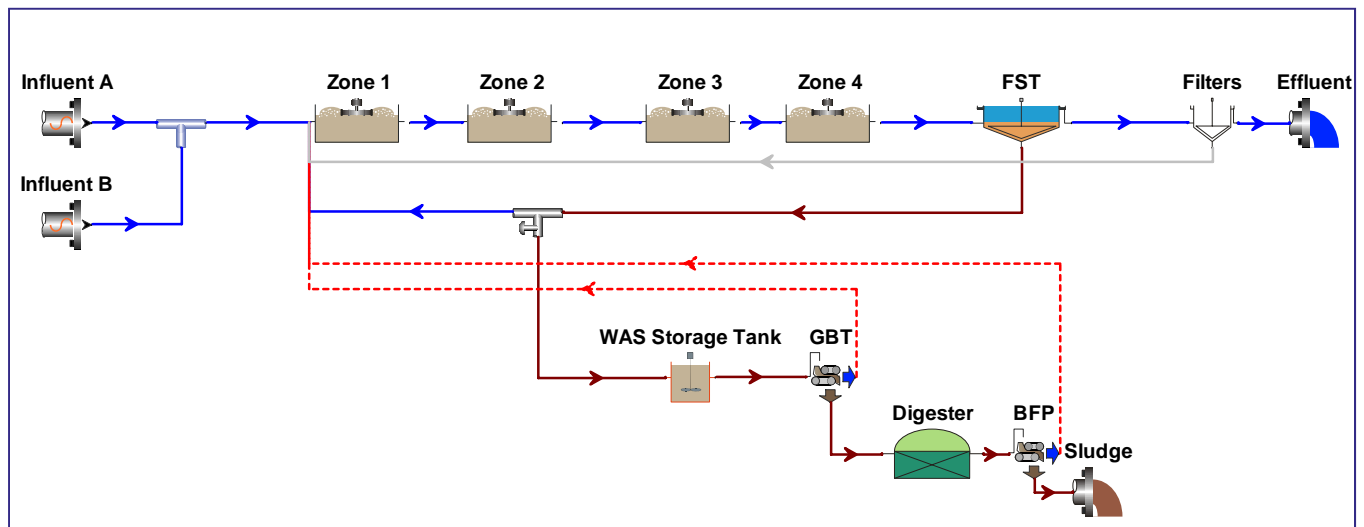 Influent A
Zone 1
Zone 2
Zone 3
Zone 4
FST
Filters
Effluent
Influent B
WAS Storage Tank
GBT
Digester
BFP
Sludge